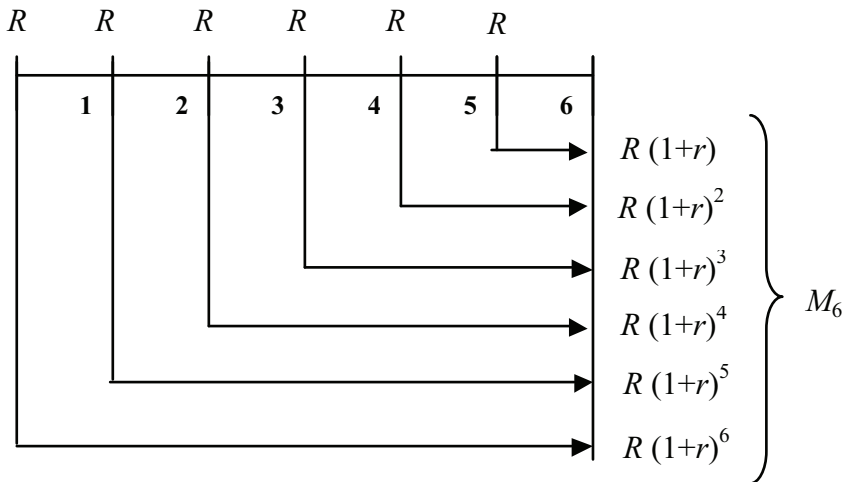 R R R R R R
1 2 3 4 5 6
R (1+r)
R (1+r)²
R (1+r)³
R (1+r)⁴
M₆
R (1+r)⁵
R (1+r)⁶